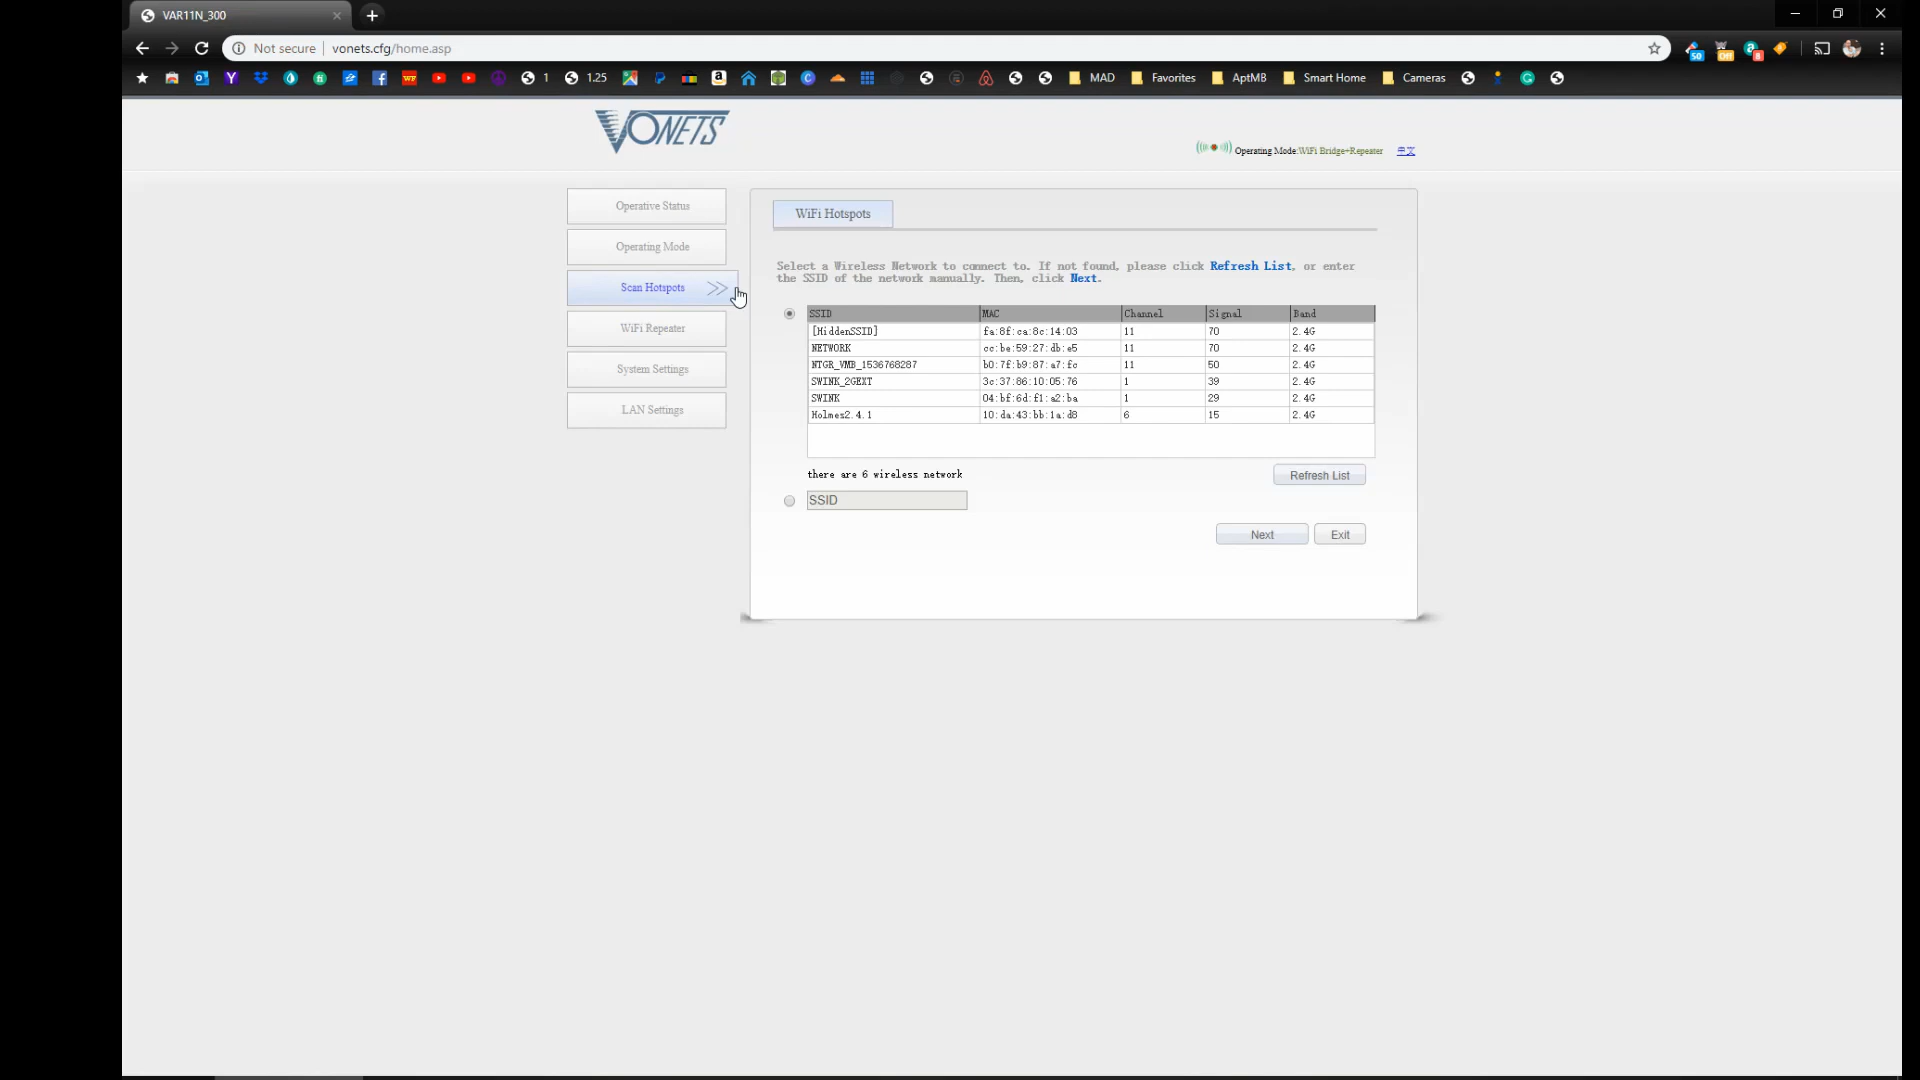 VAR11N_300
Not secure | vonets.cfg/home.asp
1 1.25 MAD Favorites AptMB Smart Home Cameras
VONETS
Operating Mode:WiFi Bridge+Repeater 中文
Operative Status
Operating Mode
Scan Hotspots
WiFi Repeater
System Settings
LAN Settings
WiFi Hotspots
Select a Wireless Network to connect to. If not found, please click Refresh List, or enter
the SSID of the network manually. Then, click Next.
SSID MAC Channel Signal Band
[HiddenSSID] fa:8f:ca:8c:14:03 11 70 2.4G
NETWORK cc:be:59:27:db:e5 11 70 2.4G
NTGR_VMB_1536768287 b0:7f:b9:87:a7:fc 11 50 2.4G
SWINK_2GEXT 3c:37:86:10:05:76 1 39 2.4G
SWINK 04:bf:6d:f1:a2:ba 1 29 2.4G
Holmes2.4.1 10:da:43:bb:1a:d8 6 15 2.4G
there are 6 wireless network
Refresh List
SSID
Next Exit